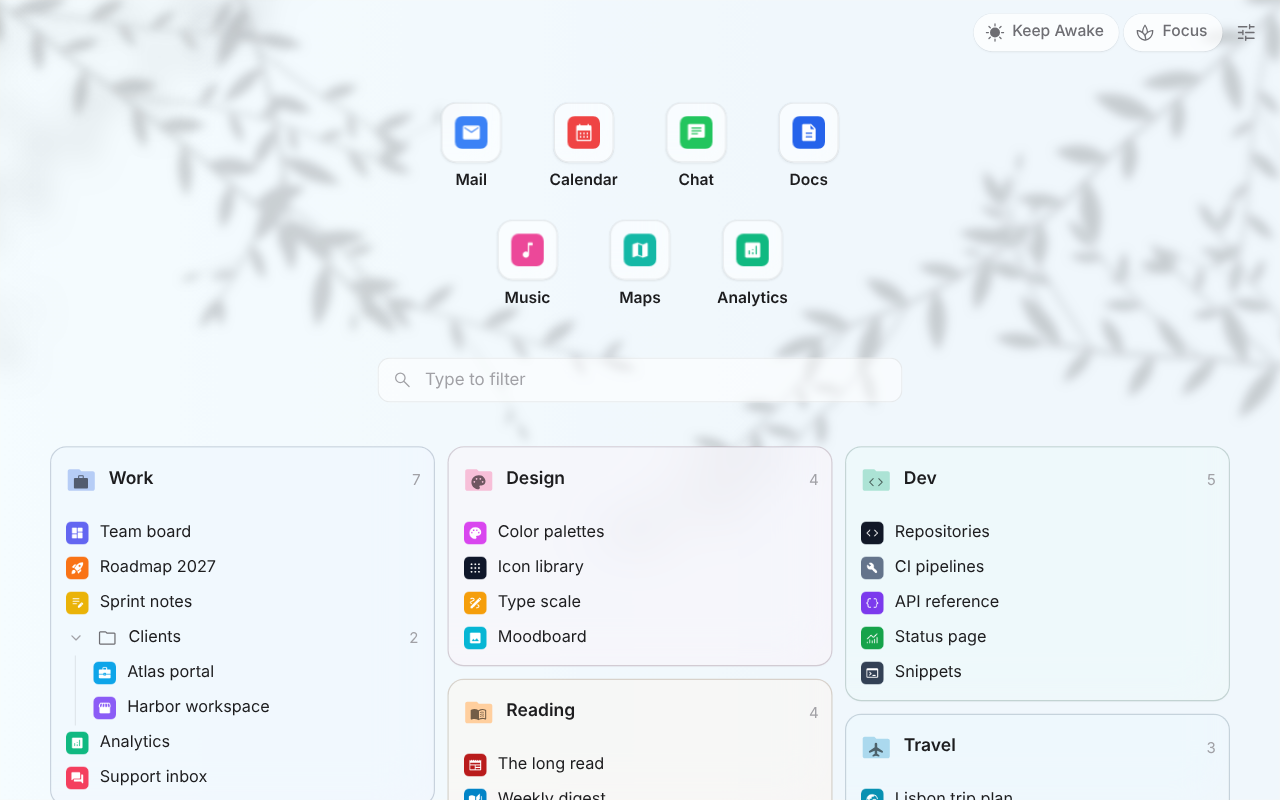 Keep Awake
Focus
Mail
Calendar
Chat
Docs
Music
Maps
Analytics
Type to filter
Work 7
Team board
Roadmap 2027
Sprint notes
Clients 2
Atlas portal
Harbor workspace
Analytics
Support inbox
Design 4
Color palettes
Icon library
Type scale
Moodboard
Reading 4
The long read
Weekly digest
Dev 5
Repositories
CI pipelines
API reference
Status page
Snippets
Travel 3
Lisbon trip plan